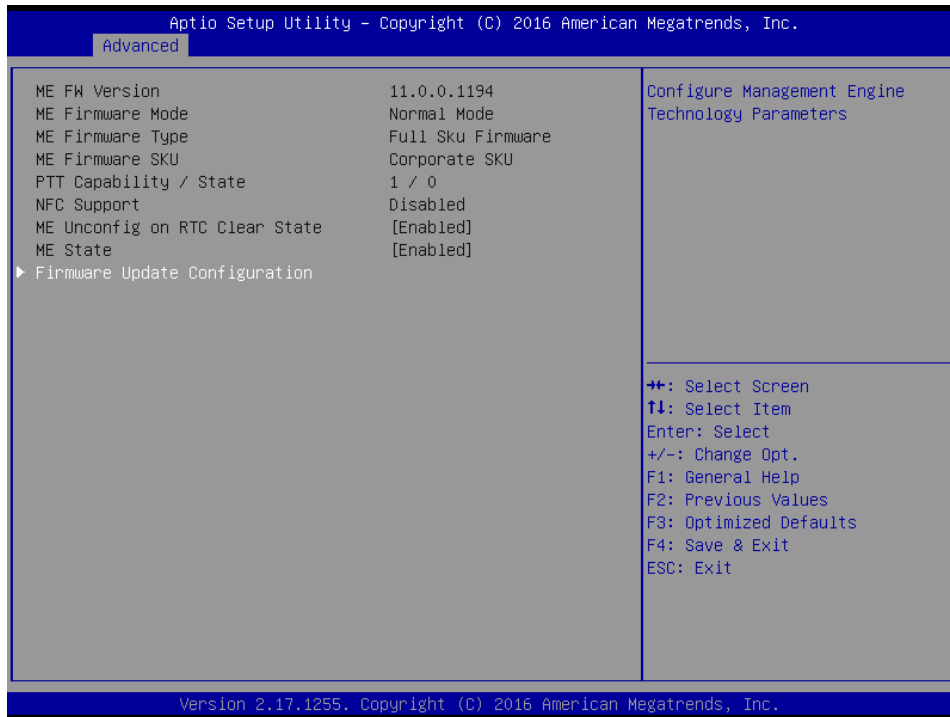 Aptio Setup Utility – Copyright (C) 2016 American Megatrends, Inc.
Advanced
ME FW Version 11.0.0.1194
ME Firmware Mode Normal Mode
ME Firmware Type Full Sku Firmware
ME Firmware SKU Corporate SKU
PTT Capability / State 1 / 0
NFC Support Disabled
ME Unconfig on RTC Clear State [Enabled]
ME State [Enabled]
▶ Firmware Update Configuration
Configure Management Engine
Technology Parameters
→←: Select Screen
↑↓: Select Item
Enter: Select
+/-: Change Opt.
F1: General Help
F2: Previous Values
F3: Optimized Defaults
F4: Save & Exit
ESC: Exit
Version 2.17.1255. Copyright (C) 2016 American Megatrends, Inc.